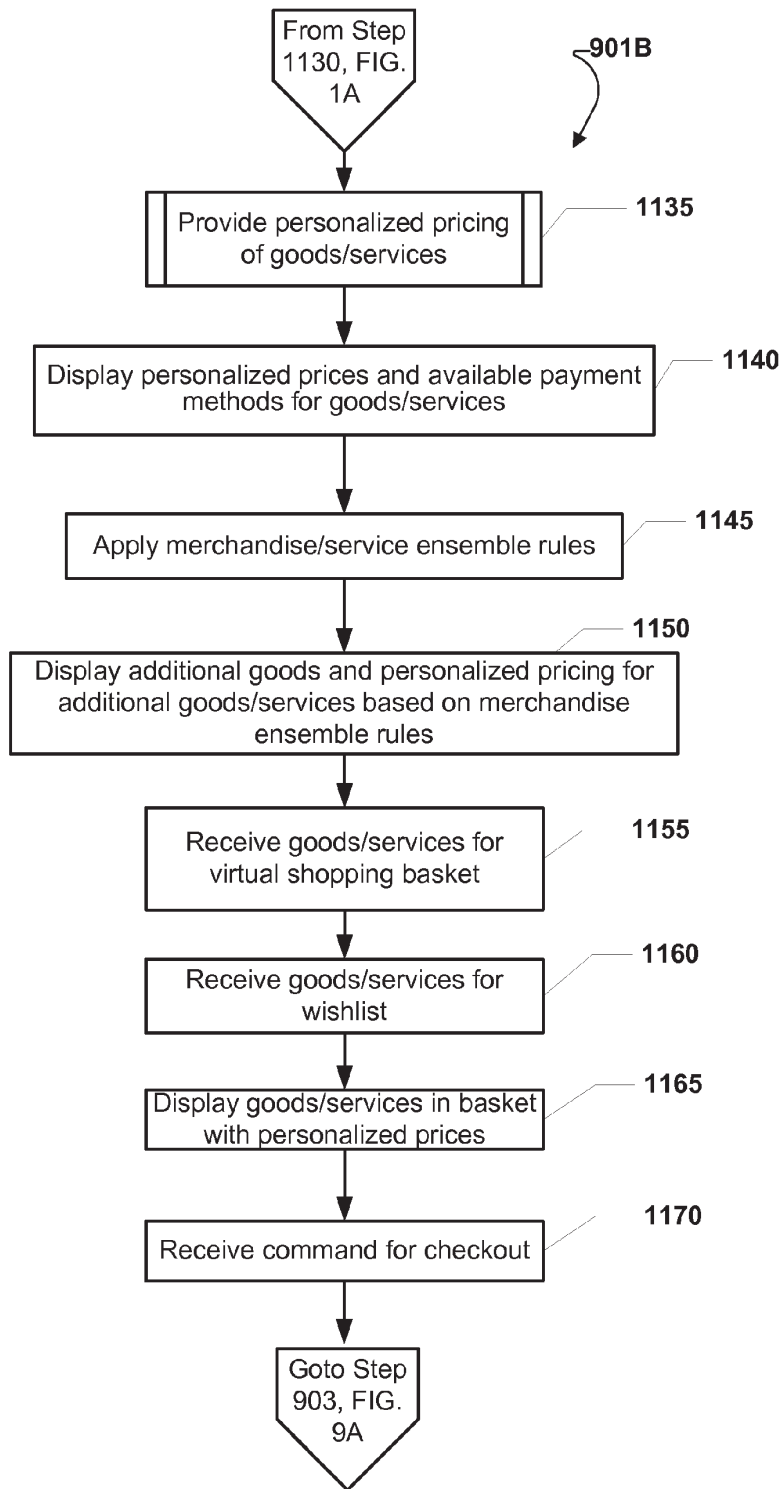 From Step
1130, FIG.
1A
901B
Provide personalized pricing
of goods/services
1135
Display personalized prices and available payment
methods for goods/services
1140
Apply merchandise/service ensemble rules
1145
1150
Display additional goods and personalized pricing for
additional goods/services based on merchandise
ensemble rules
Receive goods/services for
virtual shopping basket
1155
Receive goods/services for
wishlist
1160
Display goods/services in basket
with personalized prices
1165
Receive command for checkout
1170
Goto Step
903, FIG.
9A